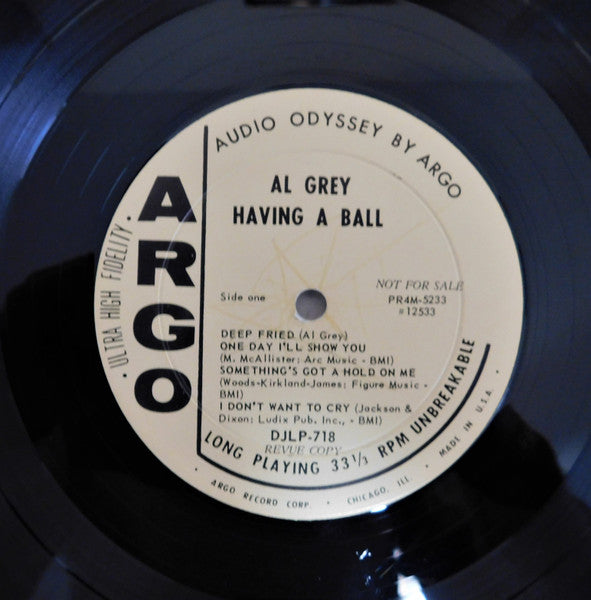 AUDIO ODYSSEY BY ARGO
ARGO
• ULTRA HIGH FIDELITY •
AL GREY
HAVING A BALL
NOT FOR SALE
Side one
PR4M-5233
#12533
DEEP FRIED (Al Grey)
ONE DAY I'LL SHOW YOU
(M. McAllister; Arc Music - BMI)
SOMETHING'S GOT A HOLD ON ME
(Woods-Kirkland-James; Figure Music -
BMI)
I DON'T WANT TO CRY (Jackson &
Dixon; Ludix Pub. Inc., - BMI)
DJLP-718
REVUE COPY
LONG PLAYING 33 1/3 RPM UNBREAKABLE
• ARGO RECORD CORP. • CHICAGO, ILL. • MADE IN U.S.A. •